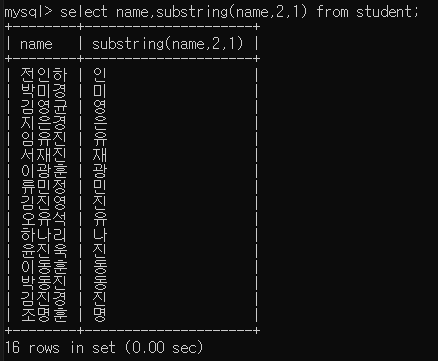 mysql> select name,substring(name,2,1) from student;
+--------+---------------------+
| name | substring(name,2,1) |
+--------+---------------------+
| 전인하 | 인 |
| 박미경 | 미 |
| 김영균 | 영 |
| 지은경 | 은 |
| 임유진 | 유 |
| 서재진 | 재 |
| 이광훈 | 광 |
| 류민정 | 민 |
| 김진영 | 진 |
| 오유석 | 유 |
| 하나리 | 나 |
| 윤진욱 | 진 |
| 이동훈 | 동 |
| 박동진 | 동 |
| 김진경 | 진 |
| 조명훈 | 명 |
+--------+---------------------+
16 rows in set (0.00 sec)